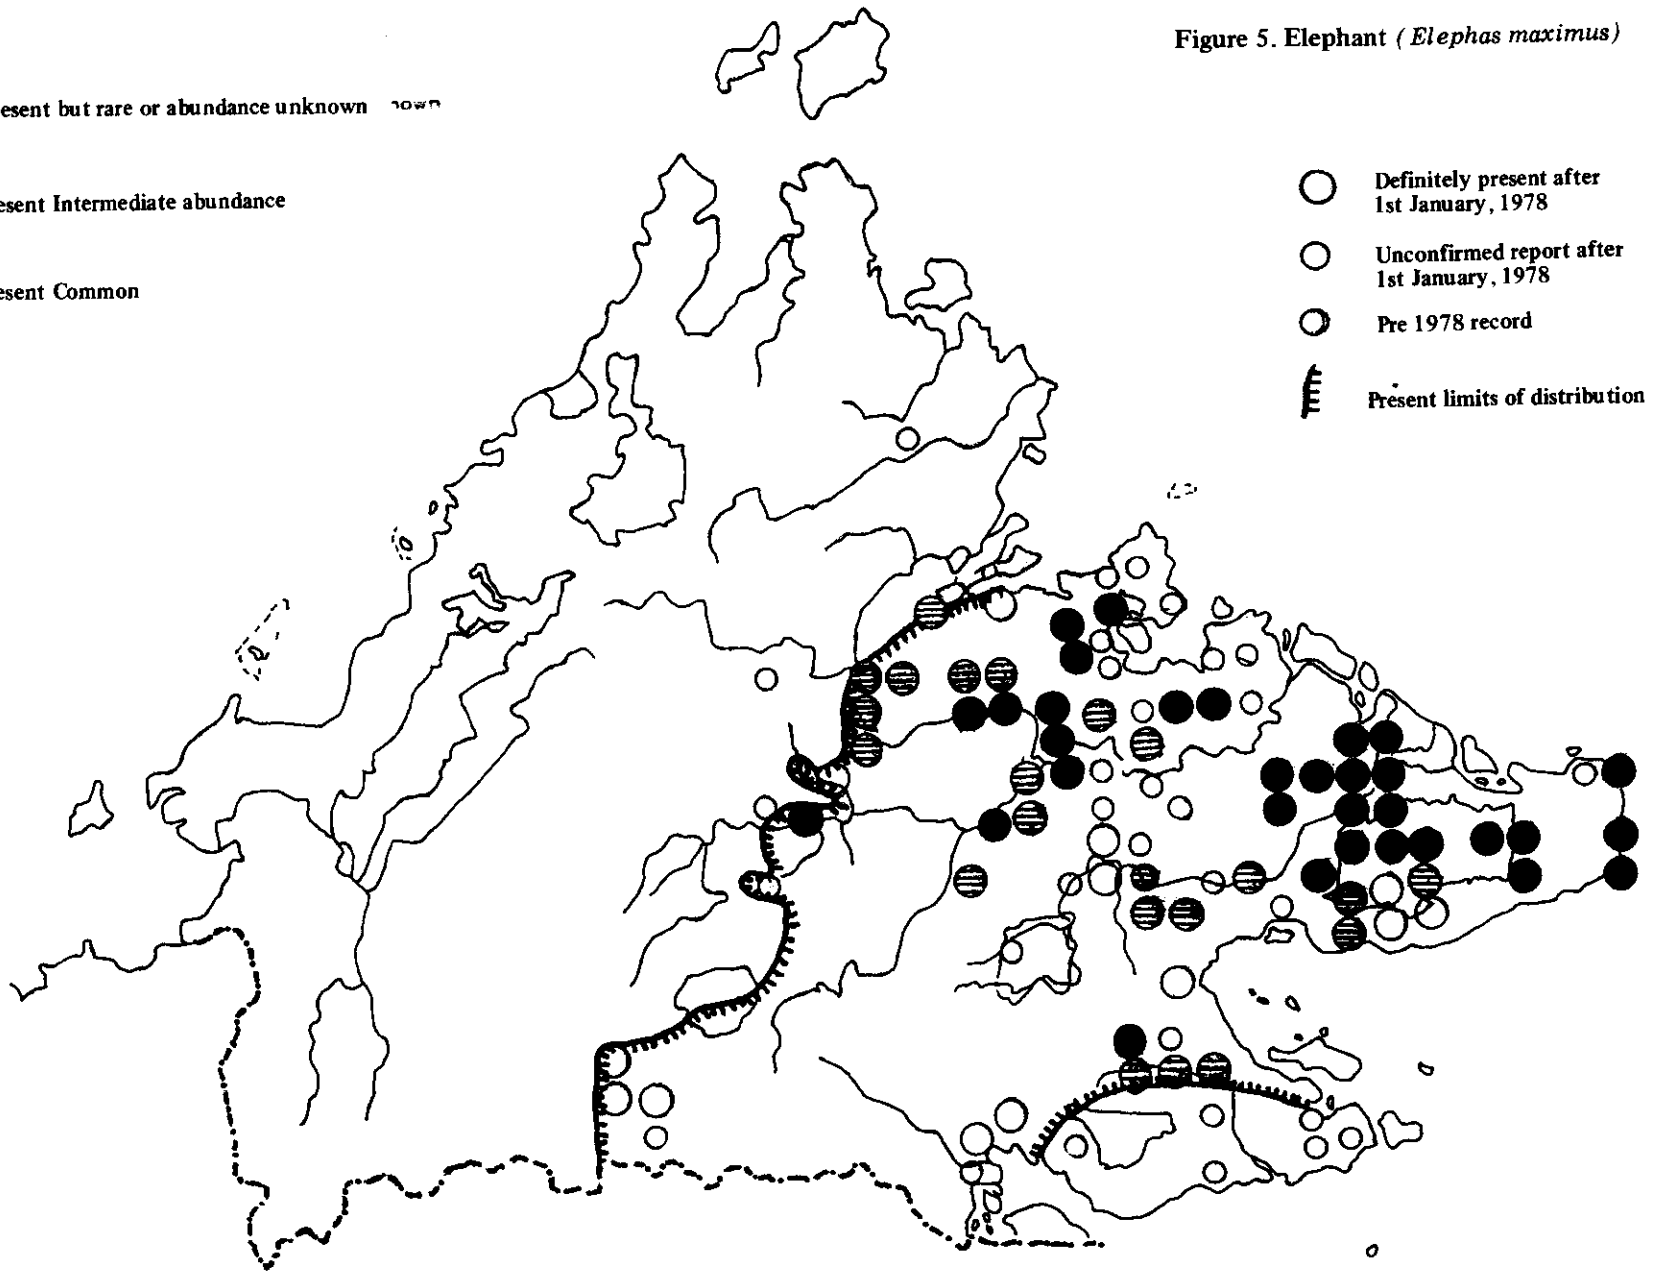 Figure 5. Elephant (Elephas maximus)
esent but rare or abundance unknown nown
esent Intermediate abundance
esent Common
Definitely present after
1st January, 1978
Unconfirmed report after
1st January, 1978
Pre 1978 record
Present limits of distribution